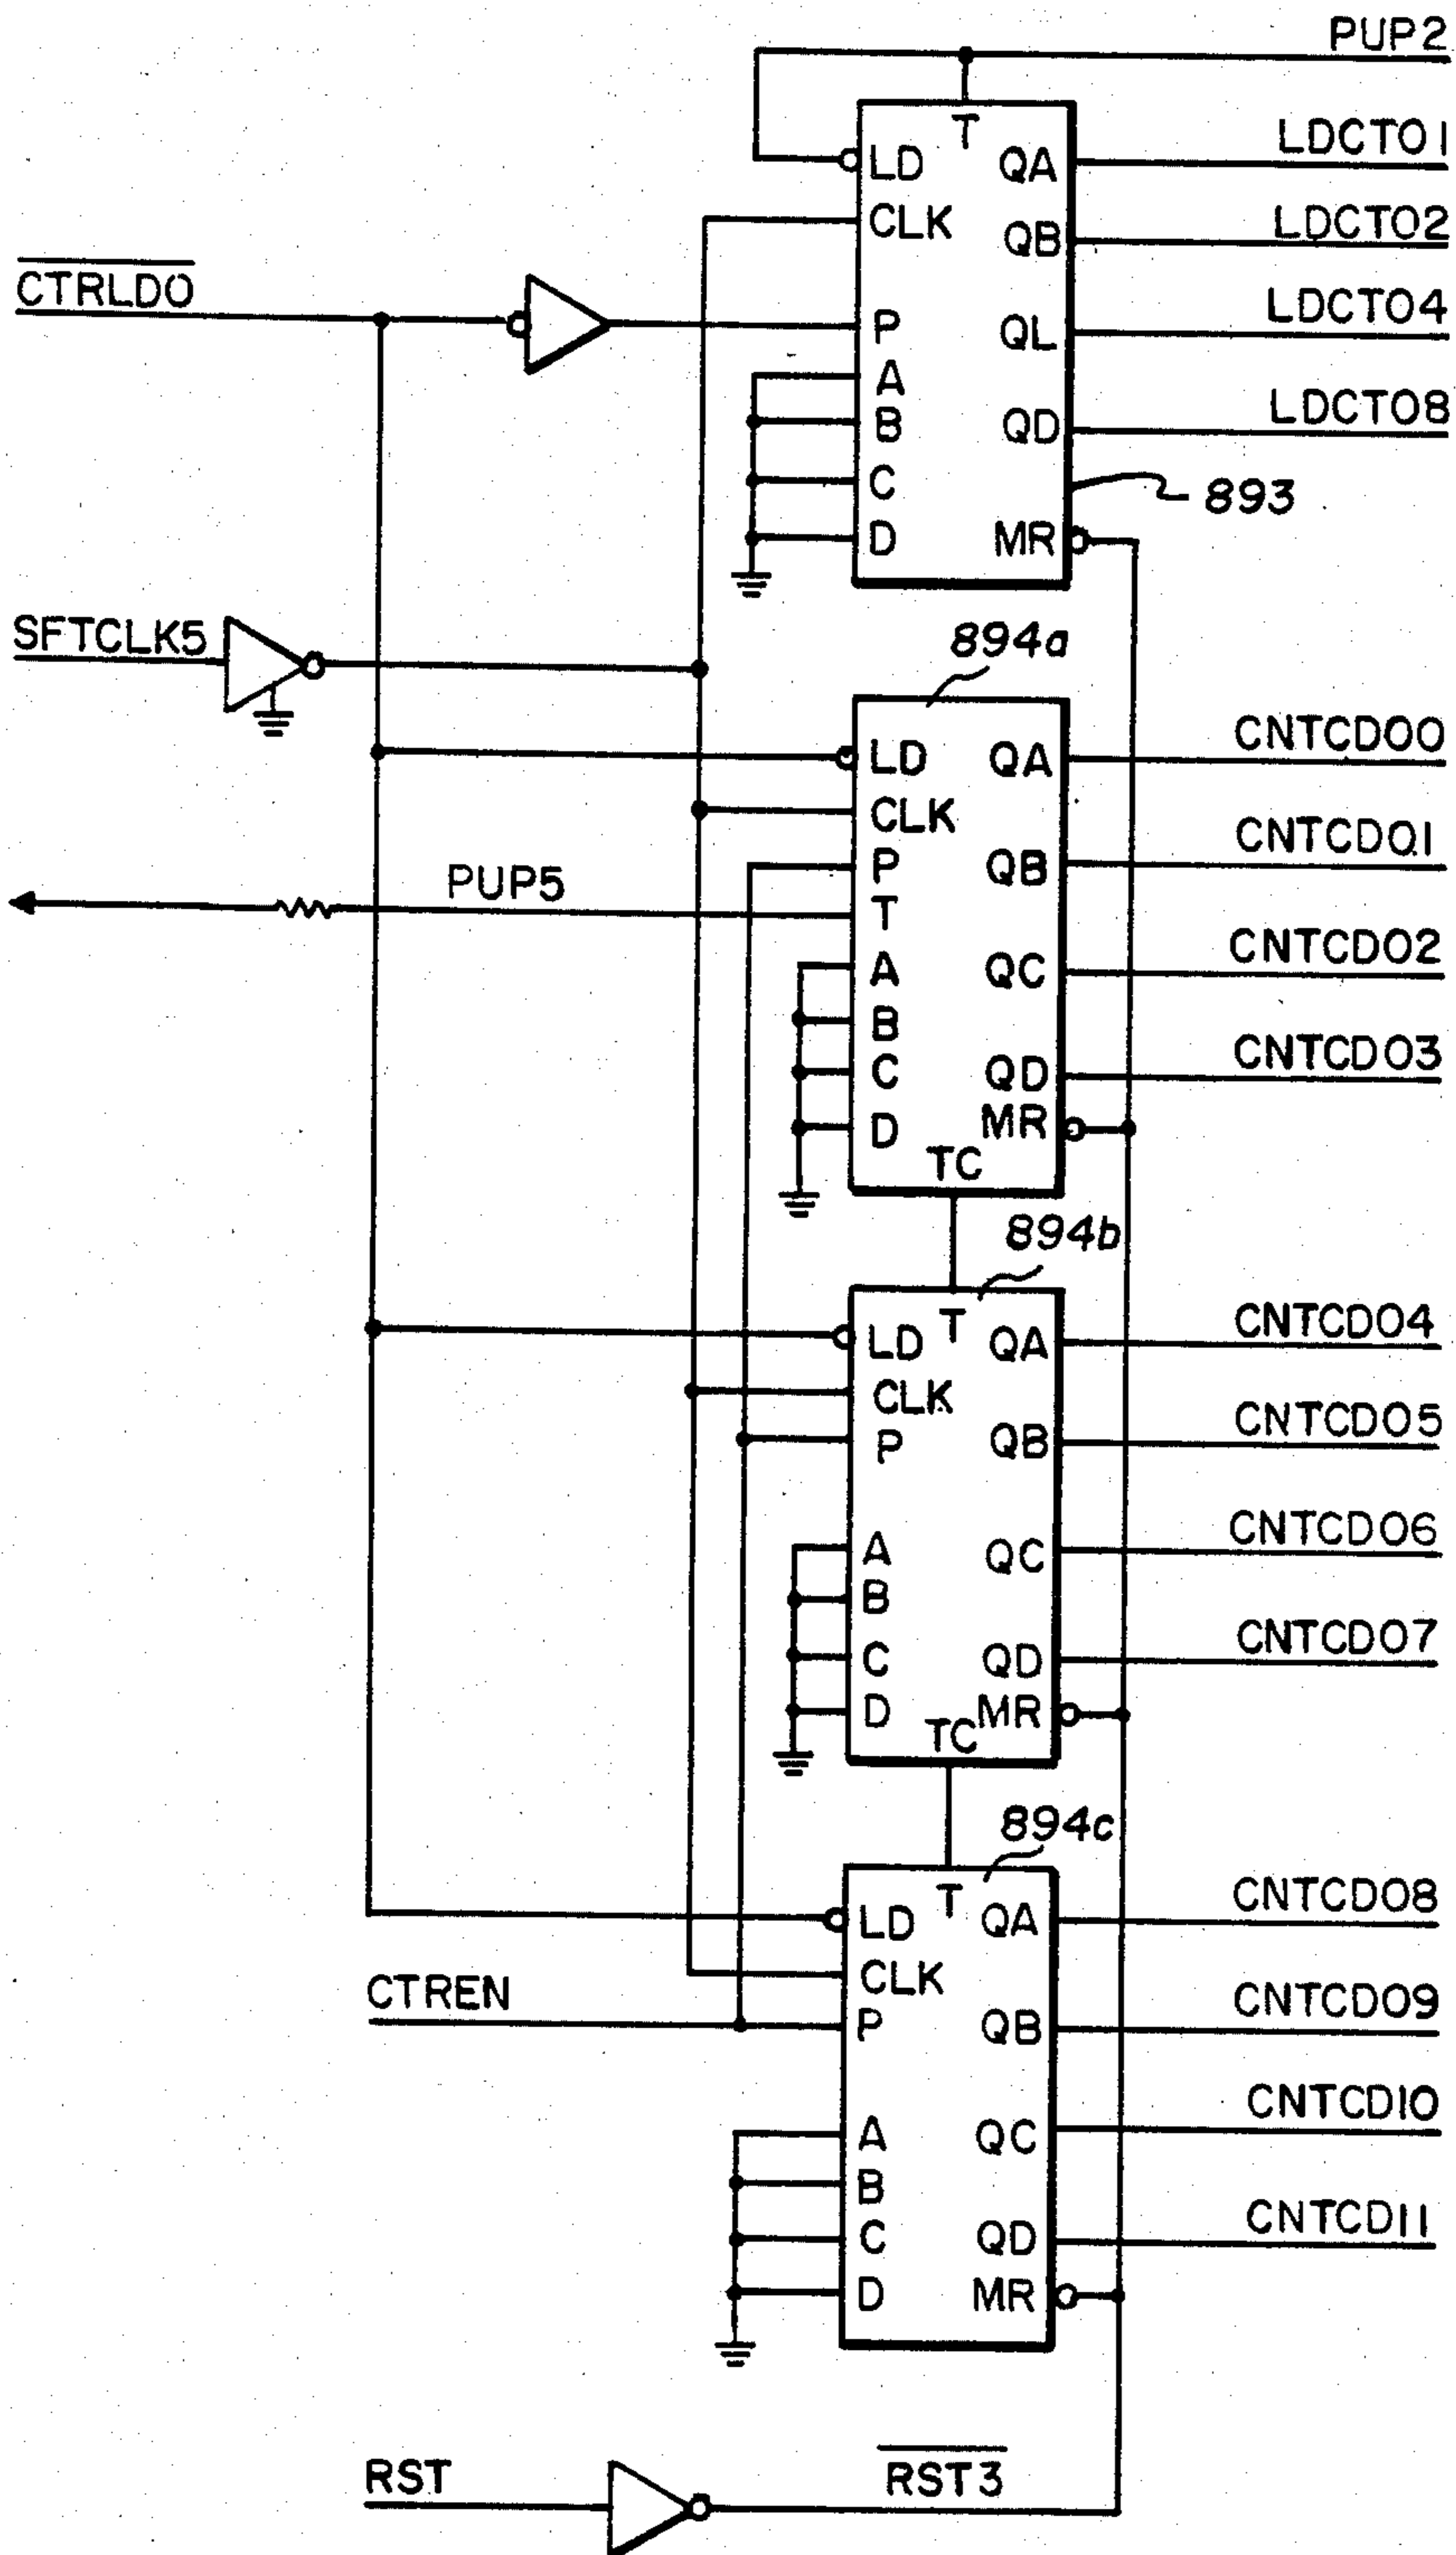 PUP2
T
LD QA LDCT01
CLK QB LDCT02
CTRLD0
P QL LDCT04
A
B QD LDCT08
C 893
D MR
SFTCLK5
894a
LD QA CNTCD00
CLK
P QB CNTCD01
PUP5
T
A QC CNTCD02
B
C QD CNTCD03
D MR
TC
894b
T
LD QA CNTCD04
CLK
P QB CNTCD05
A QC CNTCD06
B
C QD CNTCD07
D MR
TC
894c
T
LD QA CNTCD08
CLK
CTREN
P QB CNTCD09
A QC CNTCD10
B
C QD CNTCD11
D MR
RST RST3